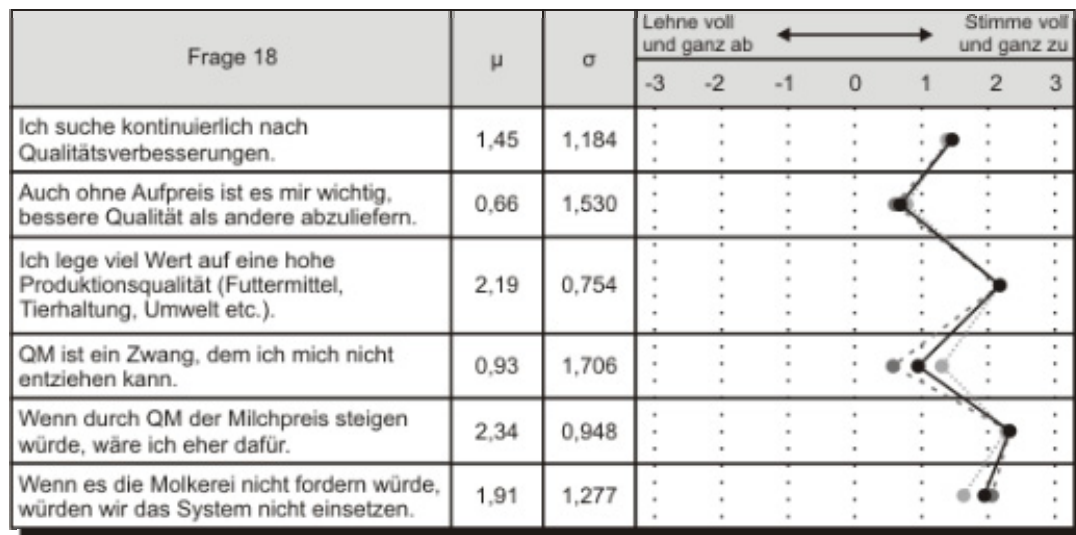 Frage 18
μ
σ
Lehne voll
und ganz ab
Stimme voll
und ganz zu
-3 -2 -1 0 1 2 3
Ich suche kontinuierlich nach
Qualitätsverbesserungen.
1,45
1,184
Auch ohne Aufpreis ist es mir wichtig,
bessere Qualität als andere abzuliefern.
0,66
1,530
Ich lege viel Wert auf eine hohe
Produktionsqualität (Futtermittel,
Tierhaltung, Umwelt etc.).
2,19
0,754
QM ist ein Zwang, dem ich mich nicht
entziehen kann.
0,93
1,706
Wenn durch QM der Milchpreis steigen
würde, wäre ich eher dafür.
2,34
0,948
Wenn es die Molkerei nicht fordern würde,
würden wir das System nicht einsetzen.
1,91
1,277